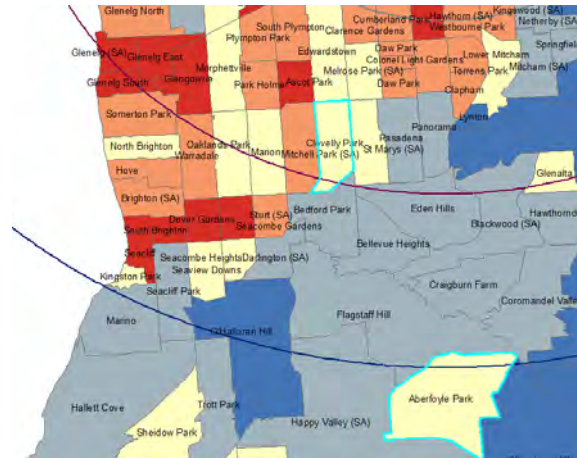 Glenelg North
Kingswood (SA)
Netherby (SA)
South Plympton
Cumberland Park
Hawthorn (SA)
Westbourne Park
Plympton Park
Clarence Gardens
Glenelg (SA)
Glenelg East
Edwardstown
Daw Park
Lower Mitcham
Springfield
Morphettville
Melrose Park (SA)
Colonel Light Gardens
Torrens Park
Mitcham (SA)
Glenelg South
Glengowrie
Park Holme
Ascot Park
Daw Park
Clapham
Somerton Park
Lynton
Panorama
North Brighton
Oaklands Park
Clovelly Park
Pasadena
Warradale
Marion
Mitchell Park (SA)
St Marys (SA)
Hove
Glenalta
Brighton (SA)
Dover Gardens
Sturt (SA)
Bedford Park
Eden Hills
Hawthorn
South Brighton
Seacombe Gardens
Blackwood (SA)
Bellevue Heights
Seacliff
Seacombe Heights
Darlington (SA)
Kingston Park
Seaview Downs
Craigburn Farm
Seacliff Park
Coromandel Valle
Marino
Flagstaff Hill
O'Halloran Hill
Aberfoyle Park
Hallett Cove
Trott Park
Happy Valley (SA)
Sheidow Park